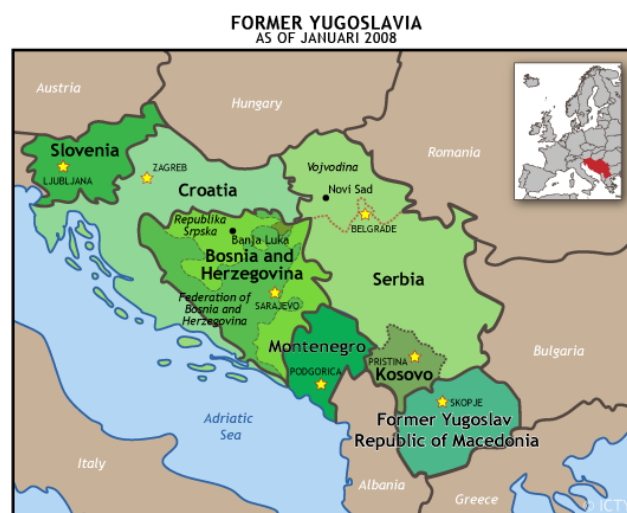 FORMER YUGOSLAVIA
AS OF JANUARI 2008
Austria
Hungary
Romania
Slovenia
LJUBLJANA
ZAGREB
Croatia
Vojvodina
Novi Sad
BELGRADE
Republika
Srpska
Banja Luka
Bosnia and
Herzegovina
Federation of
Bosnia and
Herzegovina
SARAJEVO
Serbia
Montenegro
PODGORICA
PRISTINA
Kosovo
SKOPJE
Former Yugoslav
Republic of Macedonia
Bulgaria
Adriatic
Sea
Italy
Albania
Greece
© ICTY